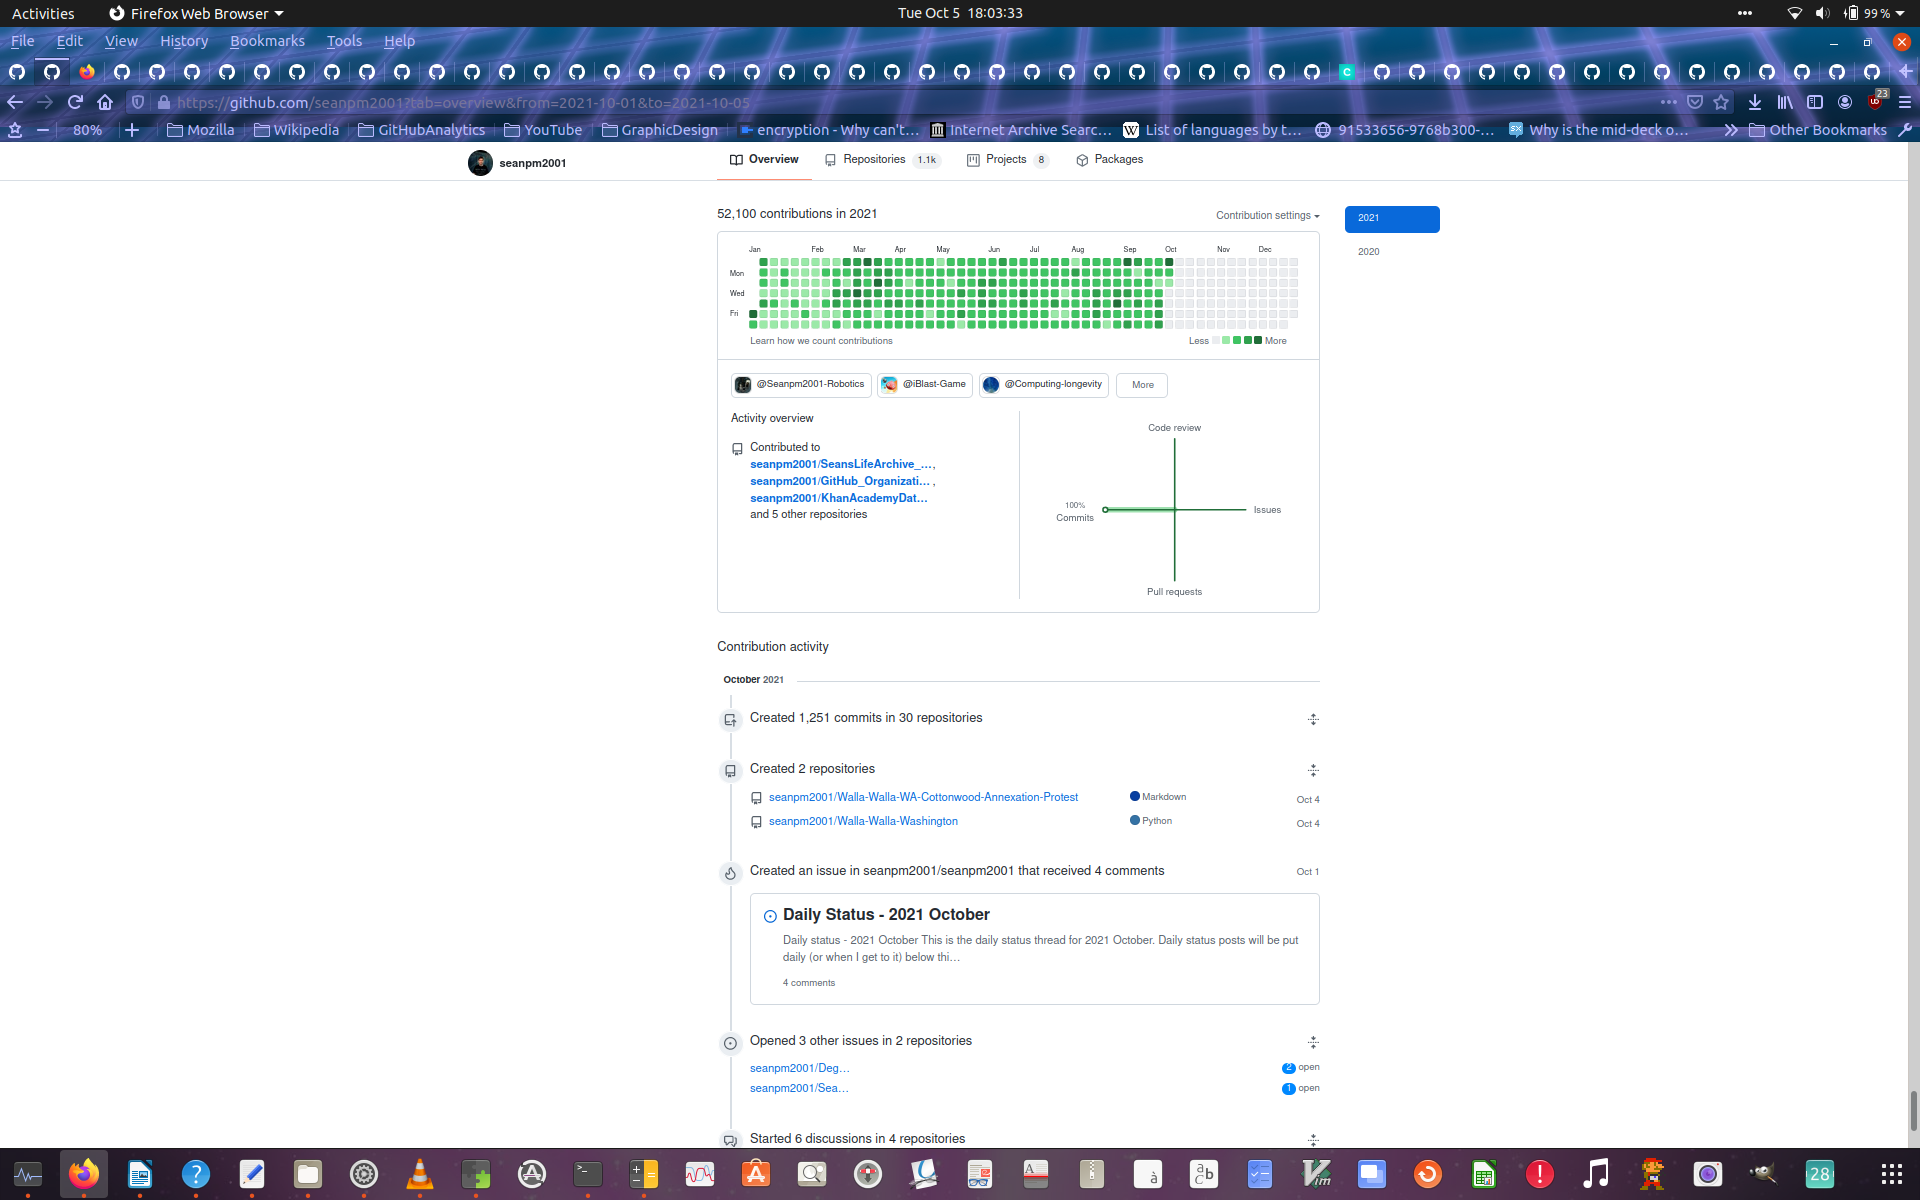 Activities
Firefox Web Browser
Tue Oct 5 18:03:33
99 %
File Edit View History Bookmarks Tools Help
https://github.com/seanpm2001?tab=overview&from=2021-10-01&to=2021-10-05
23
80%
Mozilla
Wikipedia
GitHubAnalytics
YouTube
GraphicDesign
encryption - Why can't…
Internet Archive Searc…
List of languages by t…
91533656-9768b300-…
Why is the mid-deck o…
Other Bookmarks
seanpm2001
Overview
Repositories 1.1k
Projects 8
Packages
52,100 contributions in 2021
Contribution settings
2021
2020
Jan Feb Mar Apr May Jun Jul Aug Sep Oct Nov Dec
Mon
Wed
Fri
Learn how we count contributions
Less
More
@Seanpm2001-Robotics
@iBlast-Game
@Computing-longevity
More
Activity overview
Contributed to
seanpm2001/SeansLifeArchive_…,
seanpm2001/GitHub_Organizati… ,
seanpm2001/KhanAcademyDat…
and 5 other repositories
Code review
100%
Commits
Issues
Pull requests
Contribution activity
October 2021
Created 1,251 commits in 30 repositories
Created 2 repositories
seanpm2001/Walla-Walla-WA-Cottonwood-Annexation-Protest
Markdown
Oct 4
seanpm2001/Walla-Walla-Washington
Python
Oct 4
Created an issue in seanpm2001/seanpm2001 that received 4 comments
Oct 1
Daily Status - 2021 October
Daily status - 2021 October This is the daily status thread for 2021 October. Daily status posts will be put
daily (or when I get to it) below thi…
4 comments
Opened 3 other issues in 2 repositories
seanpm2001/Deg…
2 open
seanpm2001/Sea…
1 open
Started 6 discussions in 4 repositories
28